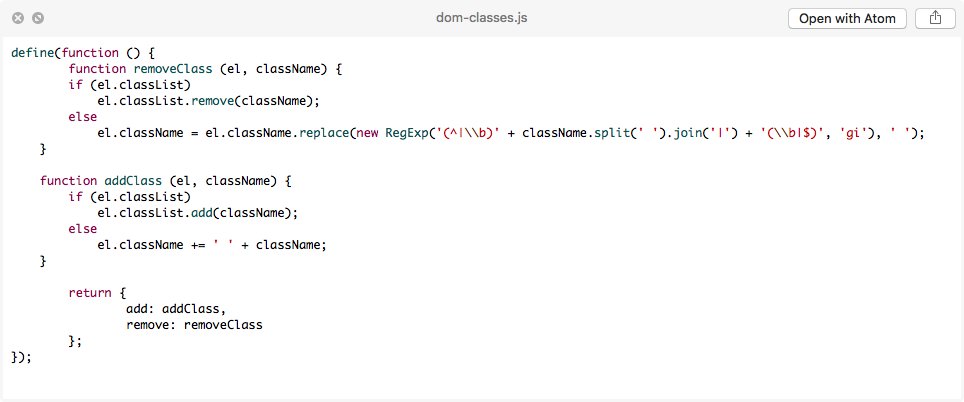 dom-classes.js
Open with Atom
define(function () {
        function removeClass (el, className) {
        if (el.classList)
            el.classList.remove(className);
        else
            el.className = el.className.replace(new RegExp('(^|\\b)' + className.split(' ').join('|') + '(\\b|$)', 'gi'), ' ');
    }

    function addClass (el, className) {
        if (el.classList)
            el.classList.add(className);
        else
            el.className += ' ' + className;
    }

        return {
                add: addClass,
                remove: removeClass
        };
});